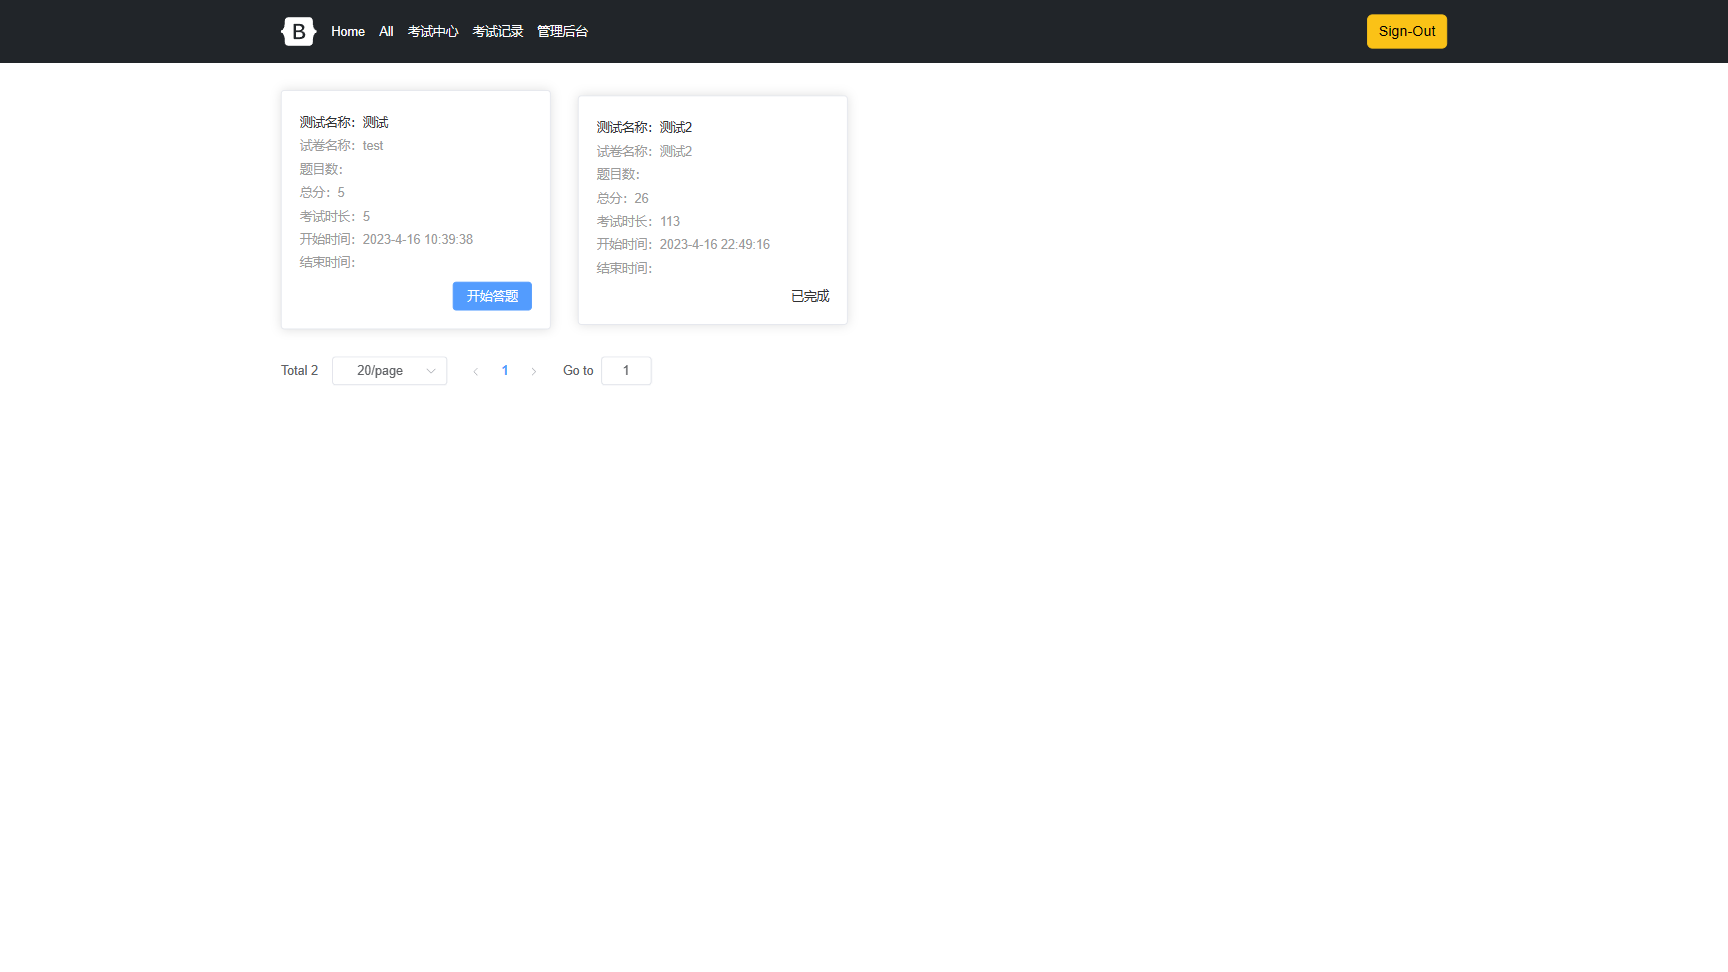 B Home All 考试中心 考试记录 管理后台 Sign-Out
测试名称：测试
试卷名称：test
题目数：
总分：5
考试时长：5
开始时间：2023-4-16 10:39:38
结束时间：
开始答题
测试名称：测试2
试卷名称：测试2
题目数：
总分：26
考试时长：113
开始时间：2023-4-16 22:49:16
结束时间：
已完成
Total 2 20/page 1 Go to 1